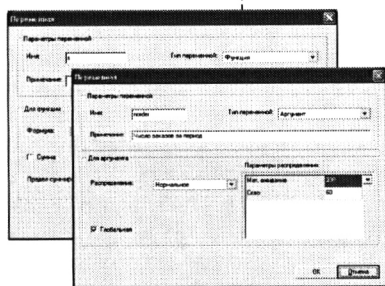 Переменная
Параметры переменной
Имя
Тип переменной: Функция
Примечание
Для функции
Формула
Сумма
Переменная
Параметры переменной
Имя
Тип переменной: Аргумент
Примечание Число заказов за период
Для аргумента
Параметры распределения
Распределение: Нормальное
Мат. ожидание
Глобальная
60
OK
Отмена